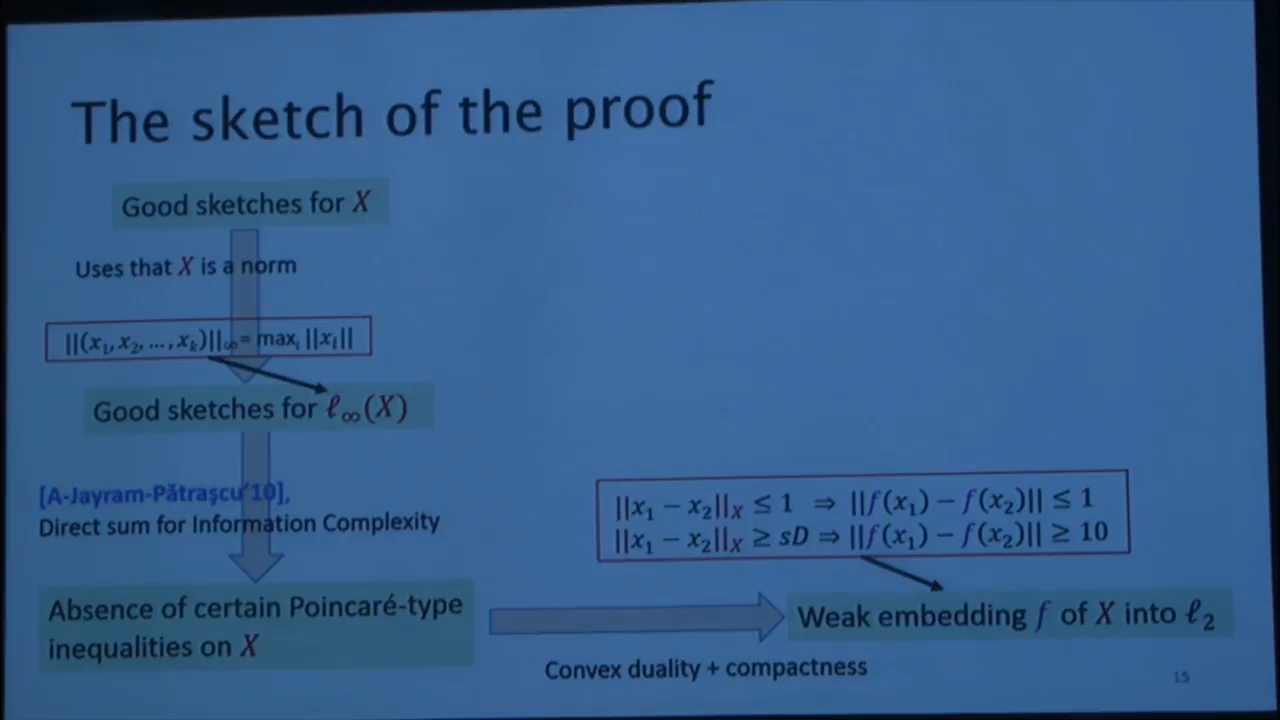 The sketch of the proof
Good sketches for X
Uses that X is a norm
||(x₁, x₂, …, xₖ)||∞ = maxᵢ ||xᵢ||
Good sketches for ℓ∞(X)
[A-Jayram-Pătraşcu'10],
Direct sum for Information Complexity
Absence of certain Poincaré-type
inequalities on X
Convex duality + compactness
||x₁ − x₂||X ≤ 1 ⇒ ||f(x₁) − f(x₂)|| ≤ 1
||x₁ − x₂||X ≥ sD ⇒ ||f(x₁) − f(x₂)|| ≥ 10
Weak embedding f of X into ℓ₂
15